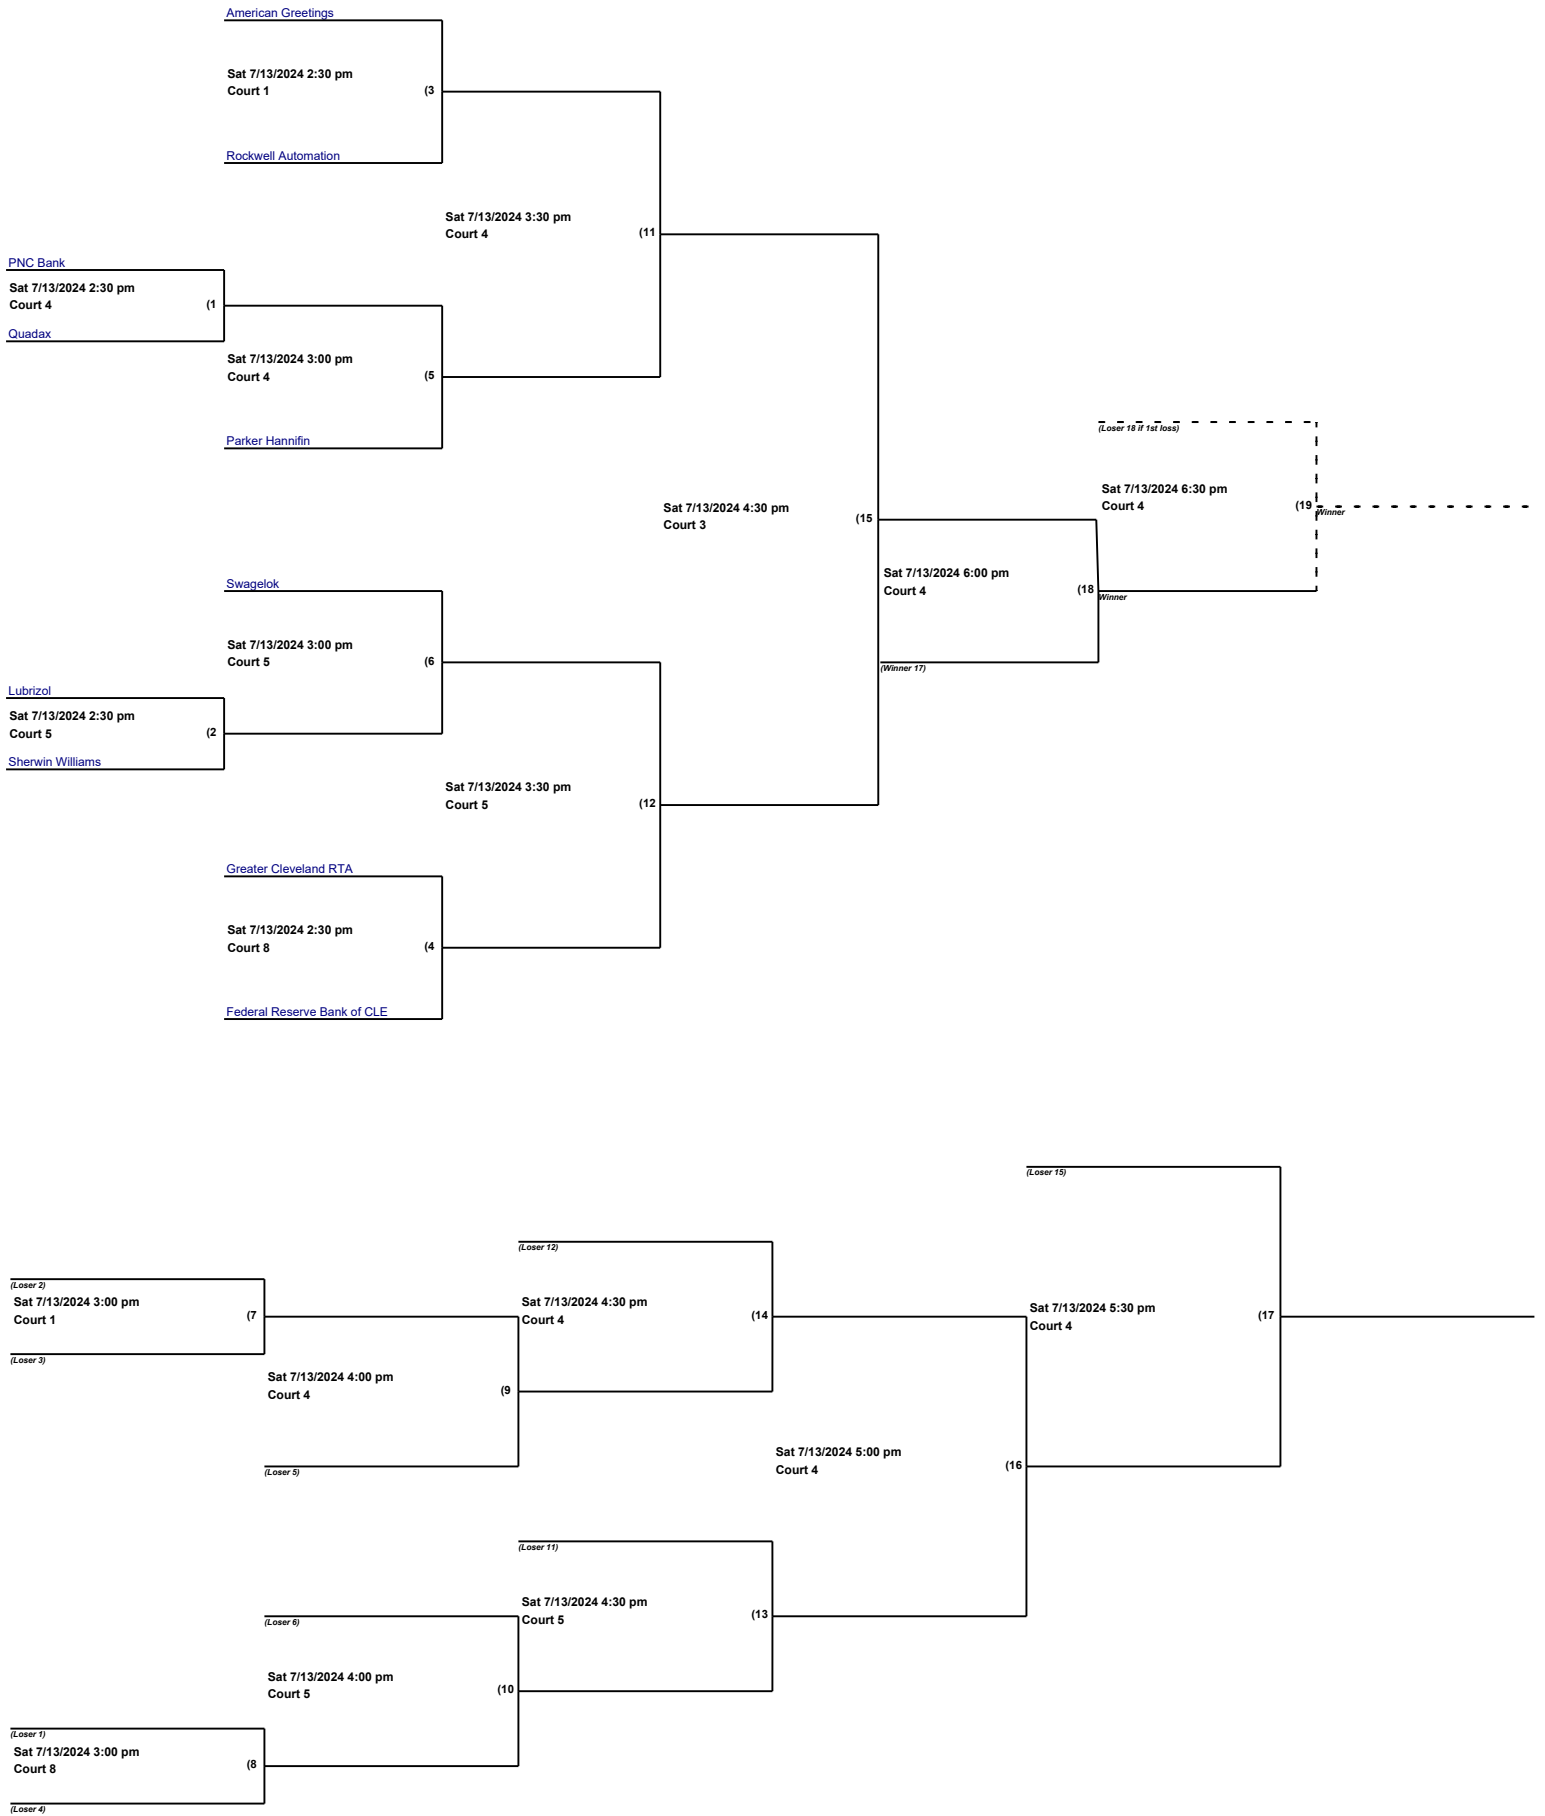 American Greetings
Sat 7/13/2024 2:30 pm
Court 1
(3
Rockwell Automation
Sat 7/13/2024 3:30 pm
Court 4
(11
PNC Bank
Sat 7/13/2024 2:30 pm
Court 4
(1
Quadax
Sat 7/13/2024 3:00 pm
Court 4
(5
Parker Hannifin
(Loser 18 if 1st loss)
Sat 7/13/2024 6:30 pm
Court 4
(19
Winner
Sat 7/13/2024 4:30 pm
Court 3
(15
Sat 7/13/2024 6:00 pm
Court 4
(18
Winner
Swagelok
Sat 7/13/2024 3:00 pm
Court 5
(6
(Winner 17)
Lubrizol
Sat 7/13/2024 2:30 pm
Court 5
(2
Sherwin Williams
Sat 7/13/2024 3:30 pm
Court 5
(12
Greater Cleveland RTA
Sat 7/13/2024 2:30 pm
Court 8
(4
Federal Reserve Bank of CLE
(Loser 15)
(Loser 12)
(Loser 2)
Sat 7/13/2024 3:00 pm
Court 1
(7
(Loser 3)
Sat 7/13/2024 4:30 pm
Court 4
(14
Sat 7/13/2024 5:30 pm
Court 4
(17
Sat 7/13/2024 4:00 pm
Court 4
(9
(Loser 5)
Sat 7/13/2024 5:00 pm
Court 4
(16
(Loser 11)
Sat 7/13/2024 4:30 pm
Court 5
(13
(Loser 6)
Sat 7/13/2024 4:00 pm
Court 5
(10
(Loser 1)
Sat 7/13/2024 3:00 pm
Court 8
(8
(Loser 4)